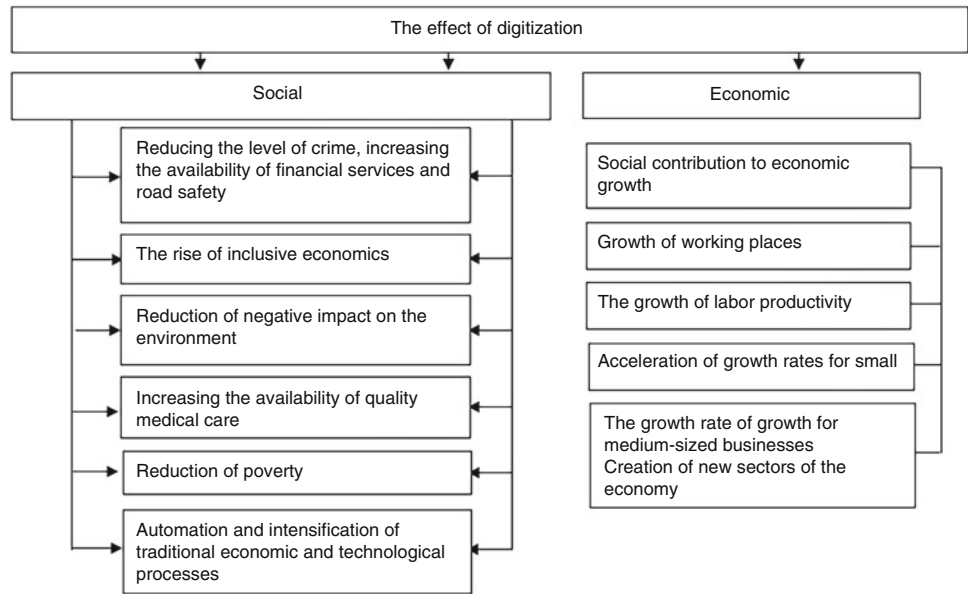 The effect of digitization
Social
Reducing the level of crime, increasing
the availability of financial services and
road safety
The rise of inclusive economics
Reduction of negative impact on the
environment
Increasing the availability of quality
medical care
Reduction of poverty
Automation and intensification of
traditional economic and technological
processes
Economic
Social contribution to economic
growth
Growth of working places
The growth of labor productivity
Acceleration of growth rates for small
The growth rate of growth for
medium-sized businesses
Creation of new sectors of the
economy